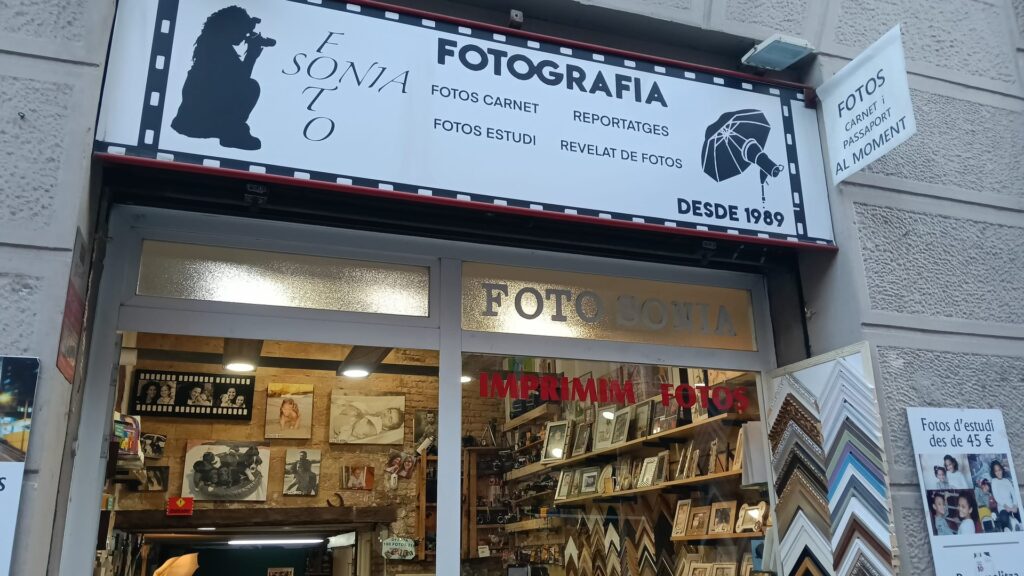 FOTO
SONIA
FOTOGRAFIA
FOTOS CARNET
REPORTATGES
FOTOS ESTUDI
REVELAT DE FOTOS
DESDE 1989
FOTOS
CARNET i
PASSAPORT
AL MOMENT
FOTO SONIA
IMPRIMIM FOTOS
Fotos d'estudi
des de 45 €